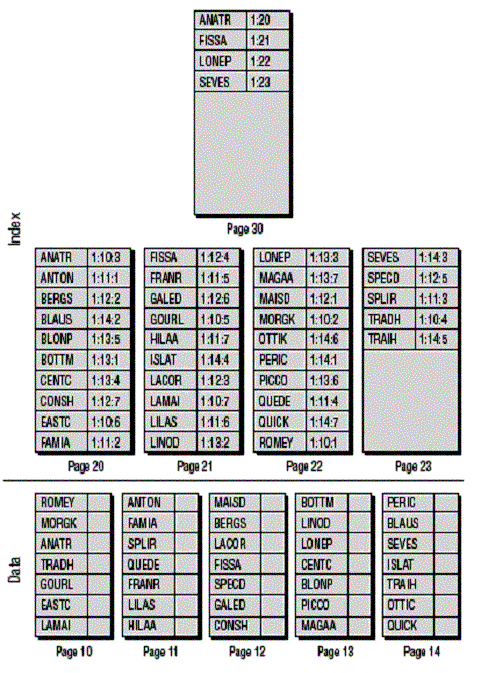 ANATR 1:20
FISSA 1:21
LONEP 1:22
SEVES 1:23
Page 30
Index
ANATR 1:10:3 FISSA 1:12:4 LONEP 1:13:3 SEVES 1:14:3
ANTON 1:11:1 FRANR 1:11:5 MAGAA 1:13:7 SPECD 1:12:5
BERGS 1:12:2 GALED 1:12:6 MAISD 1:12:1 SPLIR 1:11:3
BLAUS 1:14:2 GOURL 1:10:5 MORGK 1:10:2 TRADH 1:10:4
BLONP 1:13:5 HILAA 1:11:7 OTTIK 1:14:6 TRAIH 1:14:5
BOTTM 1:13:1 ISLAT 1:14:4 PERIC 1:14:1
CENTC 1:13:4 LACOR 1:12:3 PICCO 1:13:6
CONSH 1:12:7 LAMAI 1:10:7 QUEDE 1:11:4
EASTC 1:10:6 LILAS 1:11:6 QUICK 1:14:7
FAMIA 1:11:2 LINOD 1:13:2 ROMEY 1:10:1
Page 20 Page 21 Page 22 Page 23
Data
ROMEY ANTON MAISD BOTTM PERIC
MORGK FAMIA BERGS LINOD BLAUS
ANATR SPLIR LACOR LONEP SEVES
TRADH QUEDE FISSA CENTC ISLAT
GOURL FRANR SPECD BLONP TRAIH
EASTC LILAS GALED PICCO OTTIC
LAMAI HILAA CONSH MAGAA QUICK
Page 10 Page 11 Page 12 Page 13 Page 14